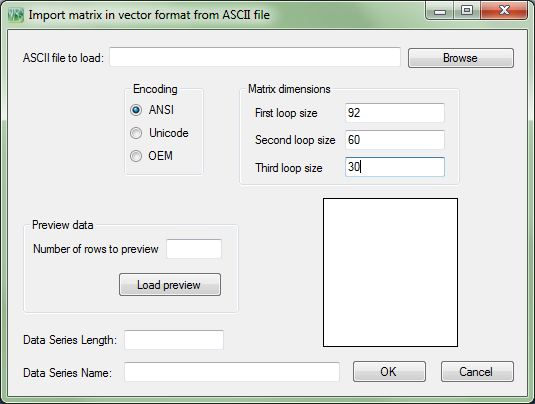 Import matrix in vector format from ASCII file
ASCII file to load:
Browse
Encoding
ANSI
Unicode
OEM
Matrix dimensions
First loop size 92
Second loop size 60
Third loop size 30
Preview data
Number of rows to preview
Load preview
Data Series Length:
Data Series Name:
OK
Cancel